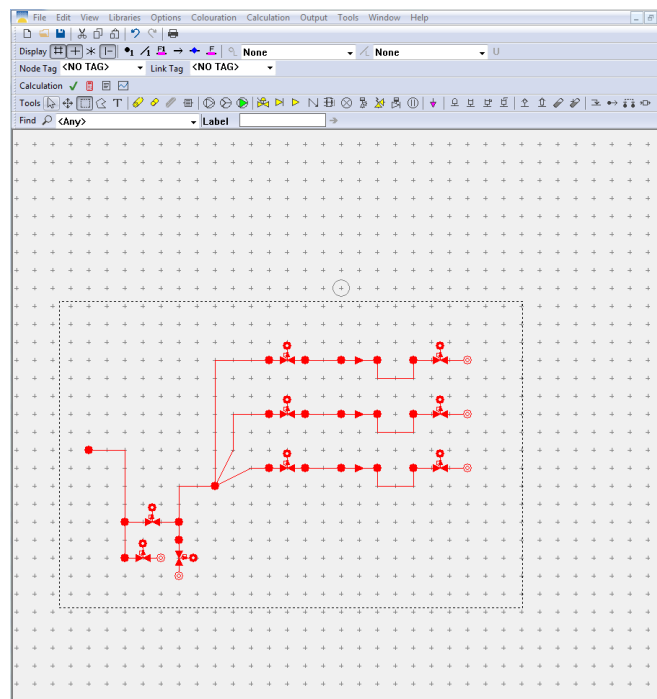 File Edit View Libraries Options Colouration Calculation Output Tools Window Help
Display None None U
Node Tag <NO TAG> Link Tag <NO TAG>
Calculation
Tools T N
Find <Any> Label